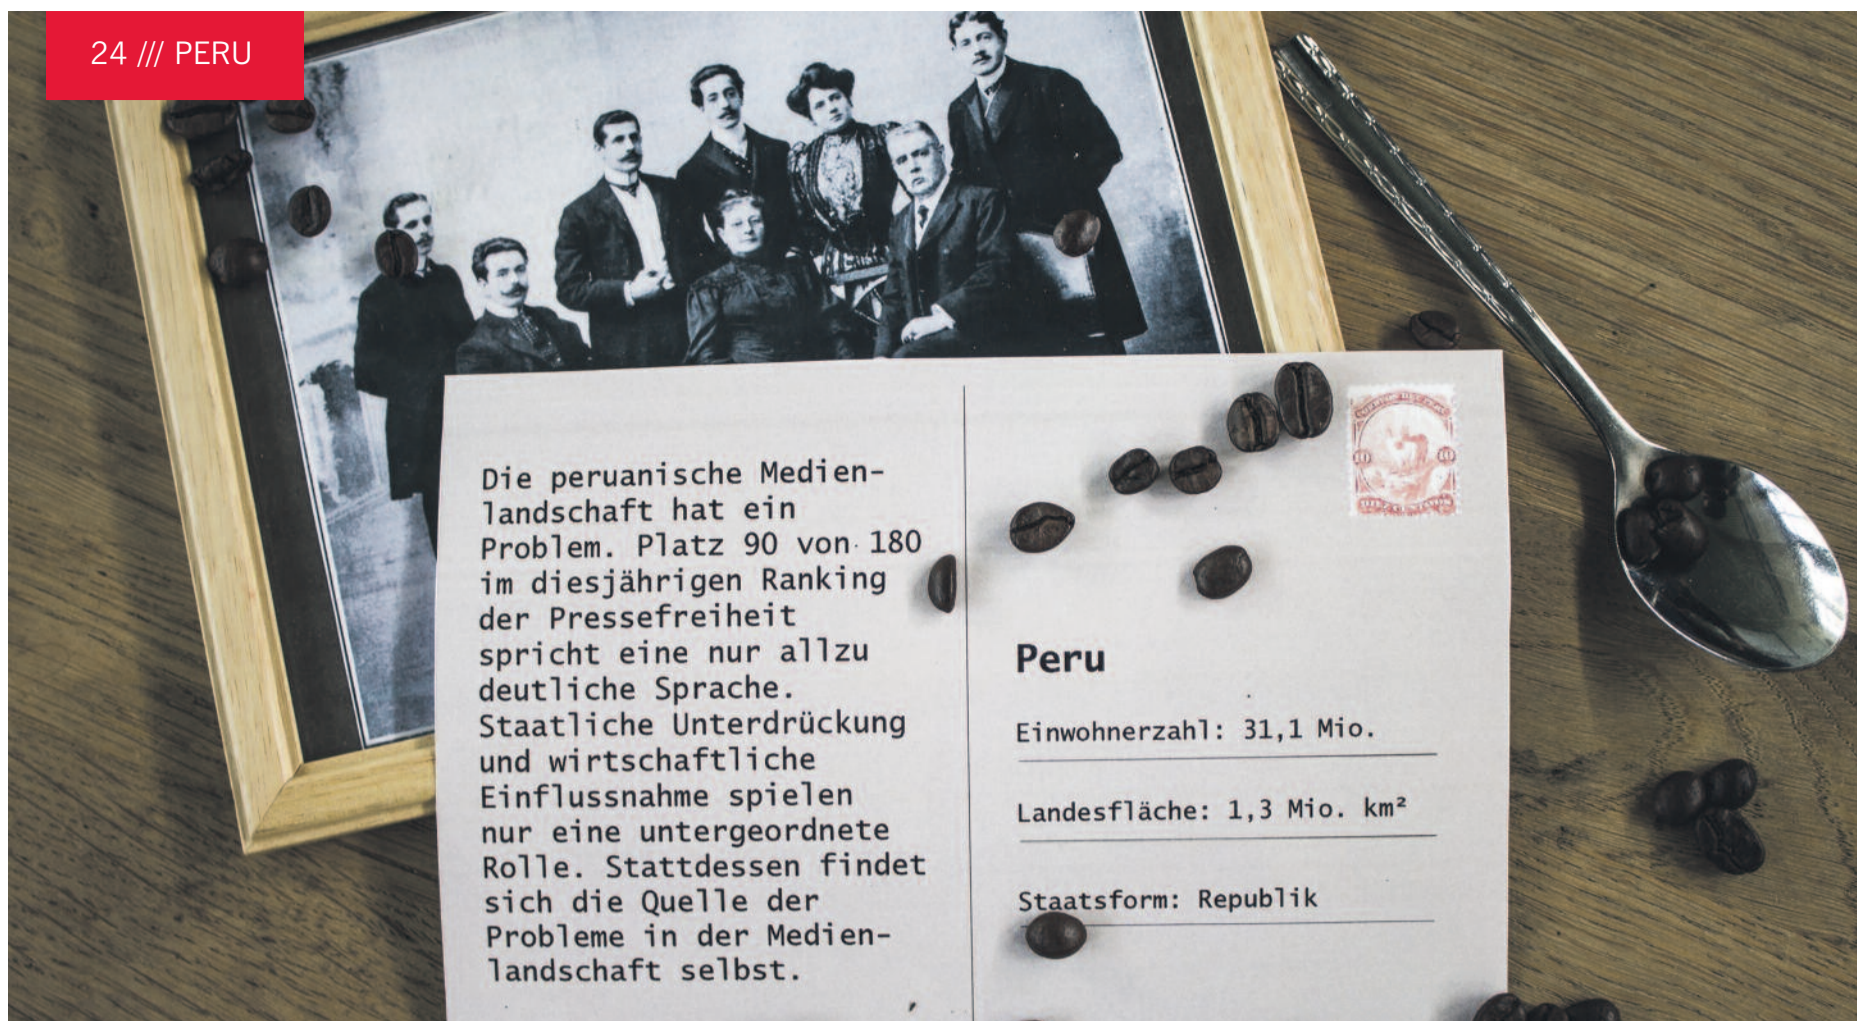 24 /// PERU
Die peruanische Medien-
landschaft hat ein
Problem. Platz 90 von 180
im diesjährigen Ranking
der Pressefreiheit
spricht eine nur allzu
deutliche Sprache.
Staatliche Unterdrückung
und wirtschaftliche
Einflussnahme spielen
nur eine untergeordnete
Rolle. Stattdessen findet
sich die Quelle der
Probleme in der Medien-
landschaft selbst.
10 10
Peru
Einwohnerzahl: 31,1 Mio.
Landesfläche: 1,3 Mio. km²
Staatsform: Republik